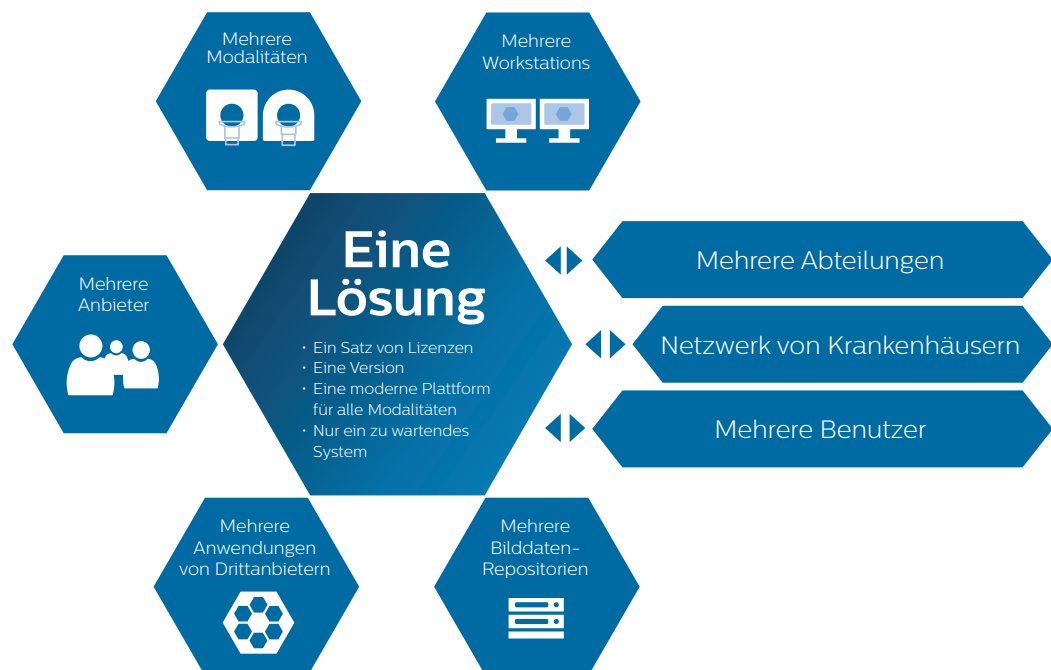 Mehrere
Modalitäten
Mehrere
Workstations
Mehrere
Anbieter
Eine
Lösung
· Ein Satz von Lizenzen
· Eine Version
· Eine moderne Plattform
für alle Modalitäten
· Nur ein zu wartendes
System
Mehrere Abteilungen
Netzwerk von Krankenhäusern
Mehrere Benutzer
Mehrere
Anwendungen
von Drittanbietern
Mehrere
Bilddaten-
Repositorien